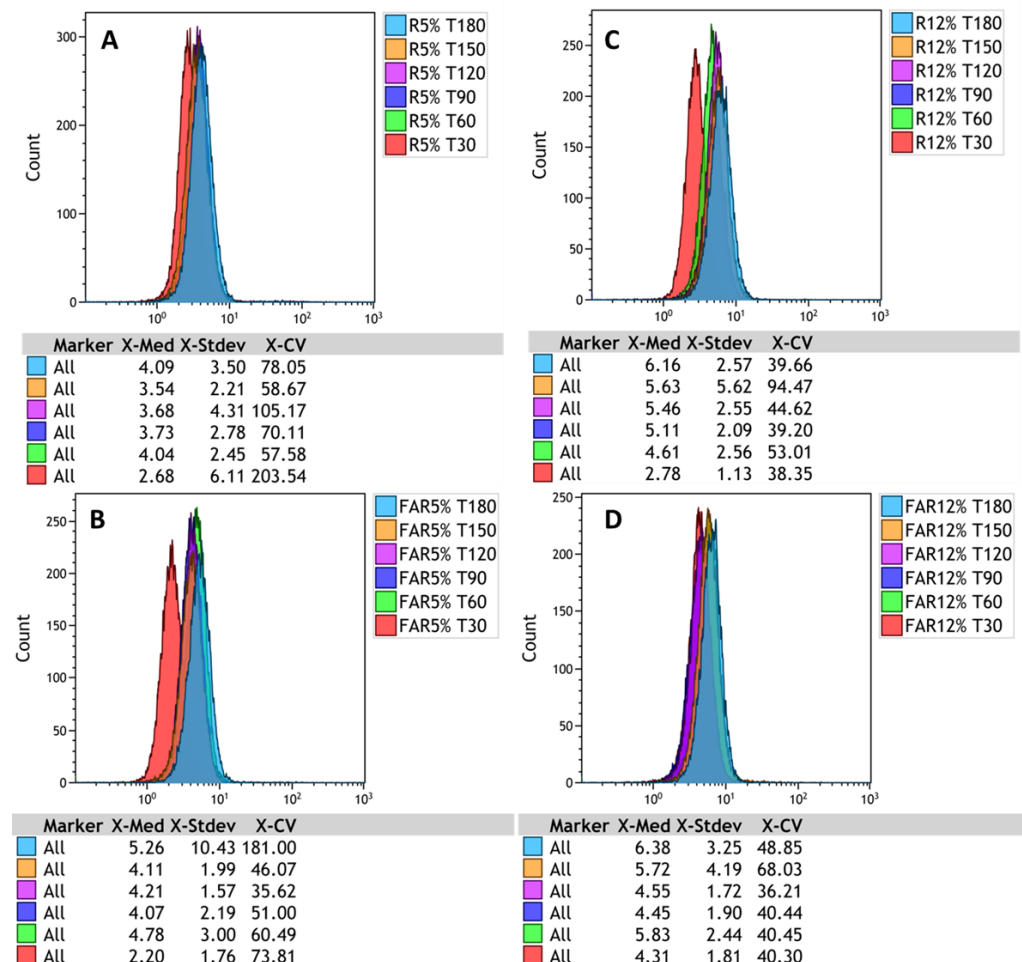 A
Count
300
200
100
0
10⁰ 10¹ 10² 10³
R5% T180
R5% T150
R5% T120
R5% T90
R5% T60
R5% T30
Marker X-Med X-Stdev X-CV
All 4.09 3.50 78.05
All 3.54 2.21 58.67
All 3.68 4.31 105.17
All 3.73 2.78 70.11
All 4.04 2.45 57.58
All 2.68 6.11 203.54
C
Count
250
200
150
100
50
0
10⁰ 10¹ 10² 10³
R12% T180
R12% T150
R12% T120
R12% T90
R12% T60
R12% T30
Marker X-Med X-Stdev X-CV
All 6.16 2.57 39.66
All 5.63 5.62 94.47
All 5.46 2.55 44.62
All 5.11 2.09 39.20
All 4.61 2.56 53.01
All 2.78 1.13 38.35
B
Count
250
200
150
100
50
0
10⁰ 10¹ 10² 10³
FAR5% T180
FAR5% T150
FAR5% T120
FAR5% T90
FAR5% T60
FAR5% T30
Marker X-Med X-Stdev X-CV
All 5.26 10.43 181.00
All 4.11 1.99 46.07
All 4.21 1.57 35.62
All 4.07 2.19 51.00
All 4.78 3.00 60.49
All 2.20 1.76 73.81
D
Count
250
200
150
100
50
0
10⁰ 10¹ 10² 10³
FAR12% T180
FAR12% T150
FAR12% T120
FAR12% T90
FAR12% T60
FAR12% T30
Marker X-Med X-Stdev X-CV
All 6.38 3.25 48.85
All 5.72 4.19 68.03
All 4.55 1.72 36.21
All 4.45 1.90 40.44
All 5.83 2.44 40.45
All 4.31 1.81 40.30